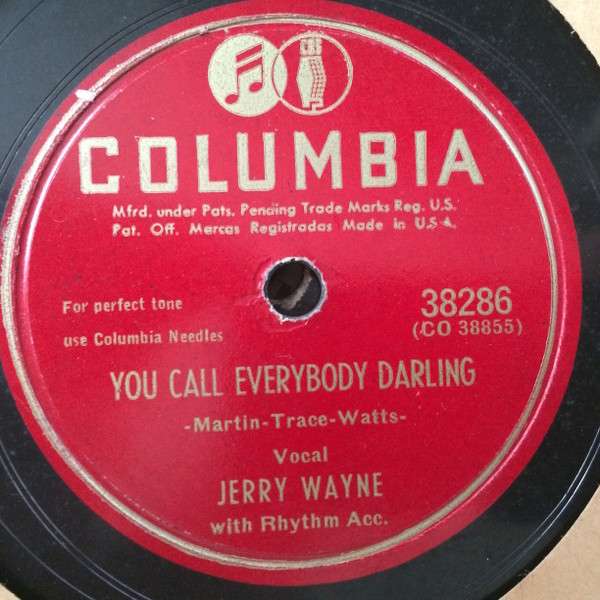 CBS
COLUMBIA
Mfrd. under Pats. Pending Trade Marks Reg. U.S.
Pat. Off. Marcas Registradas Made in U.S.A.
For perfect tone
use Columbia Needles
38286
(CO 38855)
YOU CALL EVERYBODY DARLING
-Martin-Trace-Watts-
Vocal
JERRY WAYNE
with Rhythm Acc.